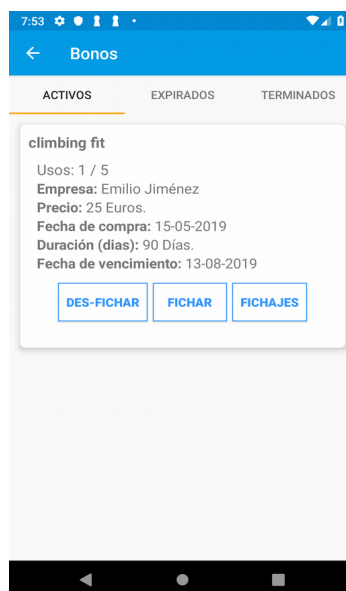 7:53
Bonos
ACTIVOS EXPIRADOS TERMINADOS
climbing fit
Usos: 1 / 5
Empresa: Emilio Jiménez
Precio: 25 Euros.
Fecha de compra: 15-05-2019
Duración (dias): 90 Días.
Fecha de vencimiento: 13-08-2019
DES-FICHAR FICHAR FICHAJES